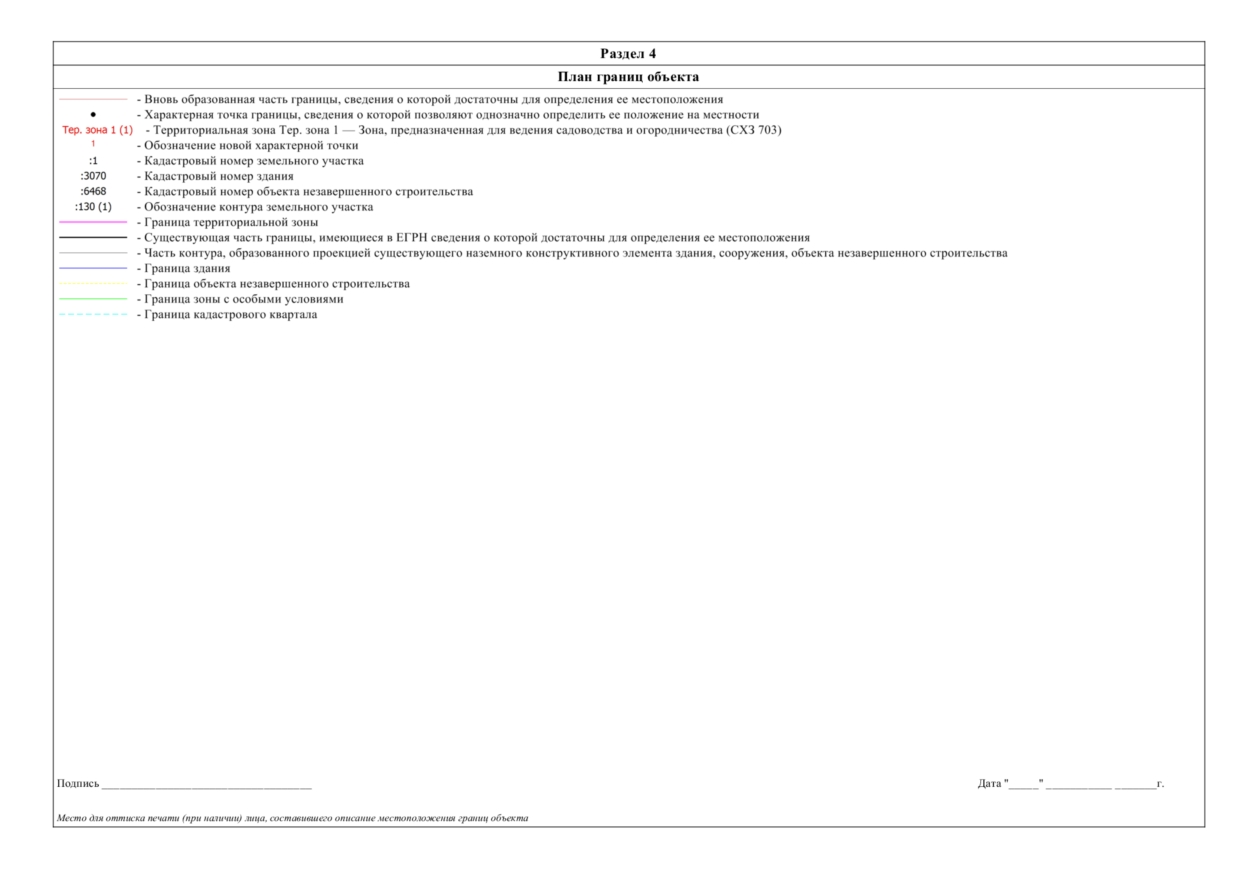 Раздел 4
План границ объекта
- Вновь образованная часть границы, сведения о которой достаточны для определения ее местоположения
- Характерная точка границы, сведения о которой позволяют однозначно определить ее положение на местности
Тер. зона 1 (1) - Территориальная зона Тер. зона 1 — Зона, предназначенная для ведения садоводства и огородничества (СХЗ 703)
1 - Обозначение новой характерной точки
:1 - Кадастровый номер земельного участка
:3070 - Кадастровый номер здания
:6468 - Кадастровый номер объекта незавершенного строительства
:130 (1) - Обозначение контура земельного участка
- Граница территориальной зоны
- Существующая часть границы, имеющиеся в ЕГРН сведения о которой достаточны для определения ее местоположения
- Часть контура, образованного проекцией существующего наземного конструктивного элемента здания, сооружения, объекта незавершенного строительства
- Граница здания
- Граница объекта незавершенного строительства
- Граница зоны с особыми условиями
- Граница кадастрового квартала
Подпись ___________________________________ Дата "_____" ___________ _______г.
Место для оттиска печати (при наличии) лица, составившего описание местоположения границ объекта